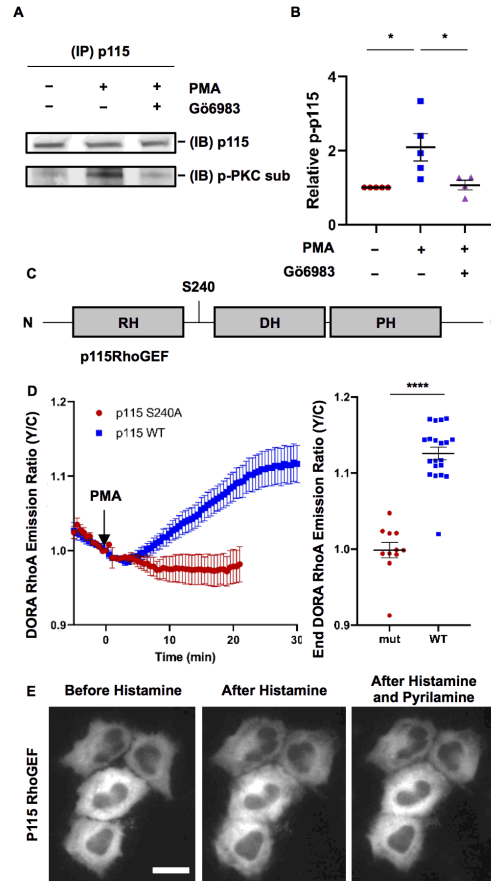 A
(IP) p115
– + + PMA
– – + Gö6983
(IB) p115
(IB) p-PKC sub
B
* *
Relative p-p115
4
2
0
PMA – + +
Gö6983 – – +
C
S240
N RH DH PH
p115RhoGEF
D
DORA RhoA Emission Ratio (Y/C)
1.2
1.1
1.0
0.9
p115 S240A
p115 WT
PMA
0 10 20 30
Time (min)
End DORA RhoA Emission Ratio (Y/C)
1.2
1.1
1.0
0.9
****
mut WT
E
Before Histamine After Histamine After Histamine
and Pyrilamine
P115 RhoGEF